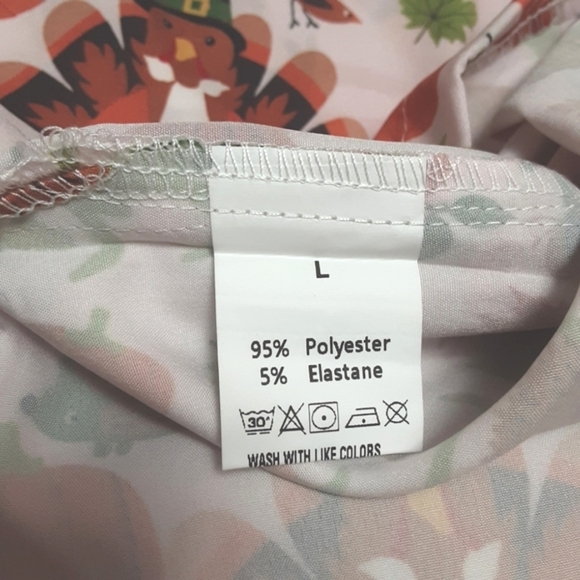 L
95% Polyester
5% Elastane
30°
WASH WITH LIKE COLORS